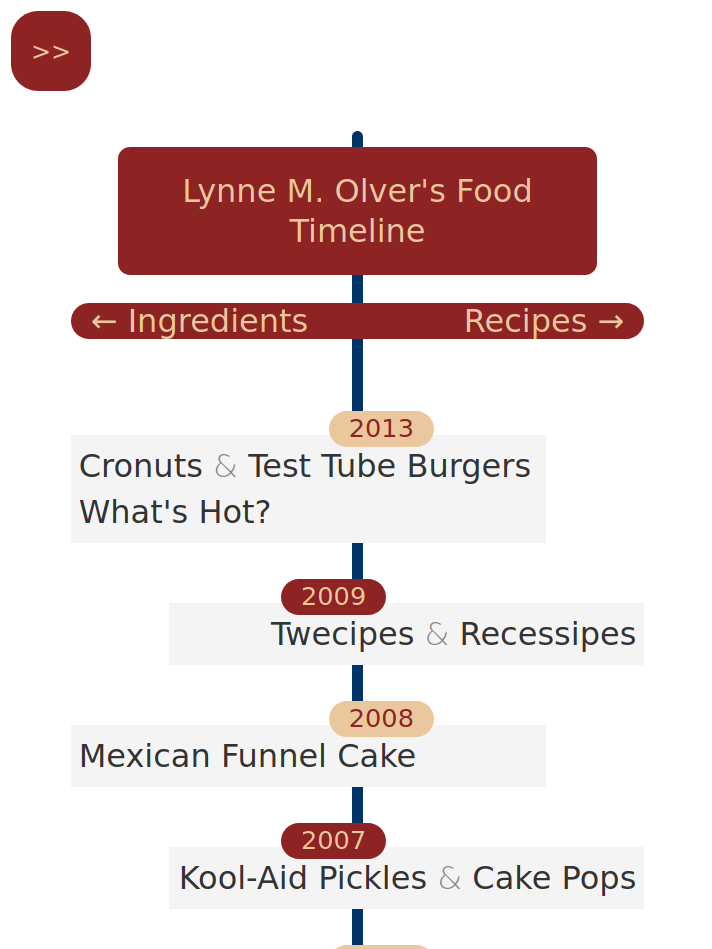 >>
Lynne M. Olver's Food
Timeline
← Ingredients Recipes →
2013
Cronuts & Test Tube Burgers
What's Hot?
2009
Twecipes & Recessipes
2008
Mexican Funnel Cake
2007
Kool-Aid Pickles & Cake Pops